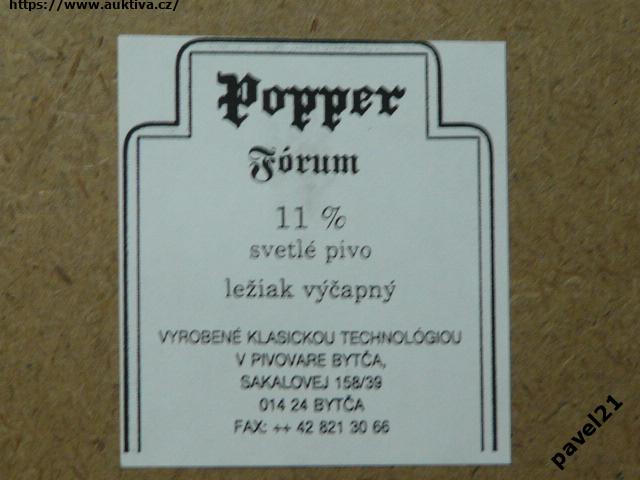 https://www.auktiva.cz/
Popper
Fórum
11 %
svetlé pivo
ležiak výčapný
VYROBENÉ KLASICKOU TECHNOLÓGIOU
V PIVOVARE BYTČA,
SAKALOVEJ 158/39
014 24 BYTČA
FAX: ++ 42 821 30 66
pavel21